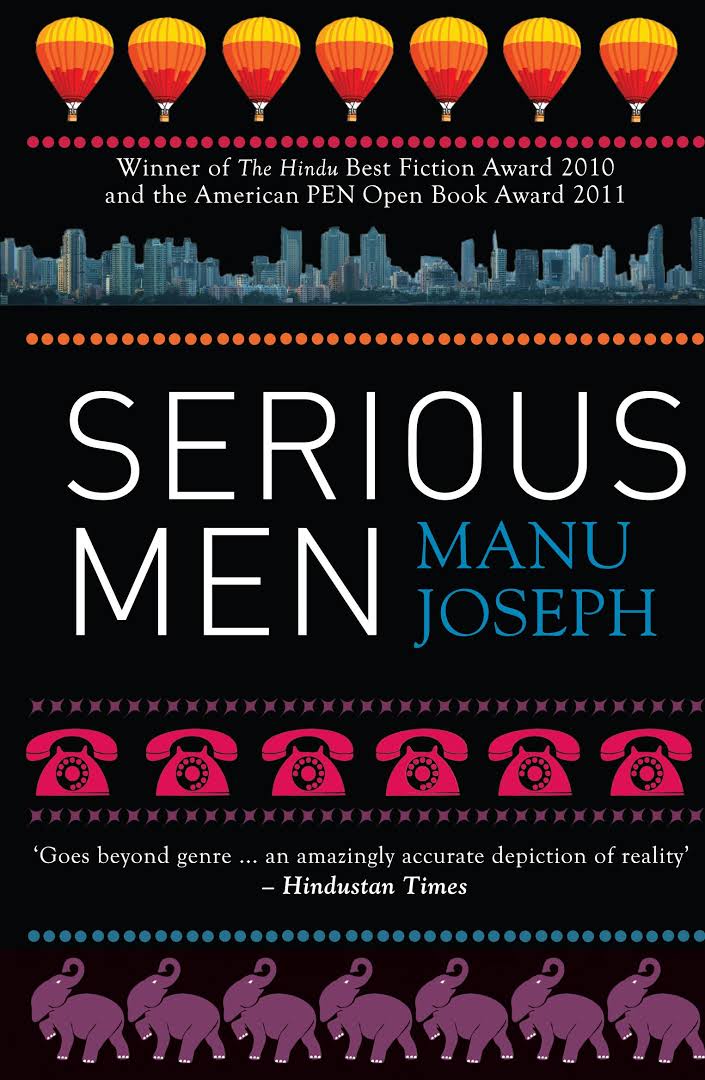 Winner of The Hindu Best Fiction Award 2010
and the American PEN Open Book Award 2011
SERIOUS
MEN
MANU
JOSEPH
‘Goes beyond genre ... an amazingly accurate depiction of reality’
– Hindustan Times